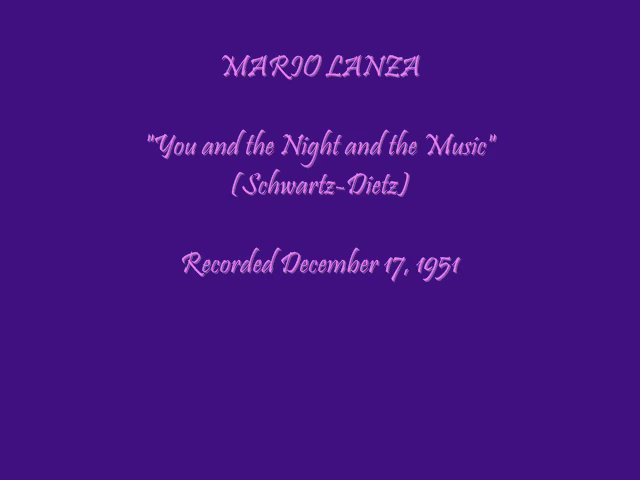 MARIO LANZA
"You and the Night and the Music"
(Schwartz-Dietz)
Recorded December 17, 1951